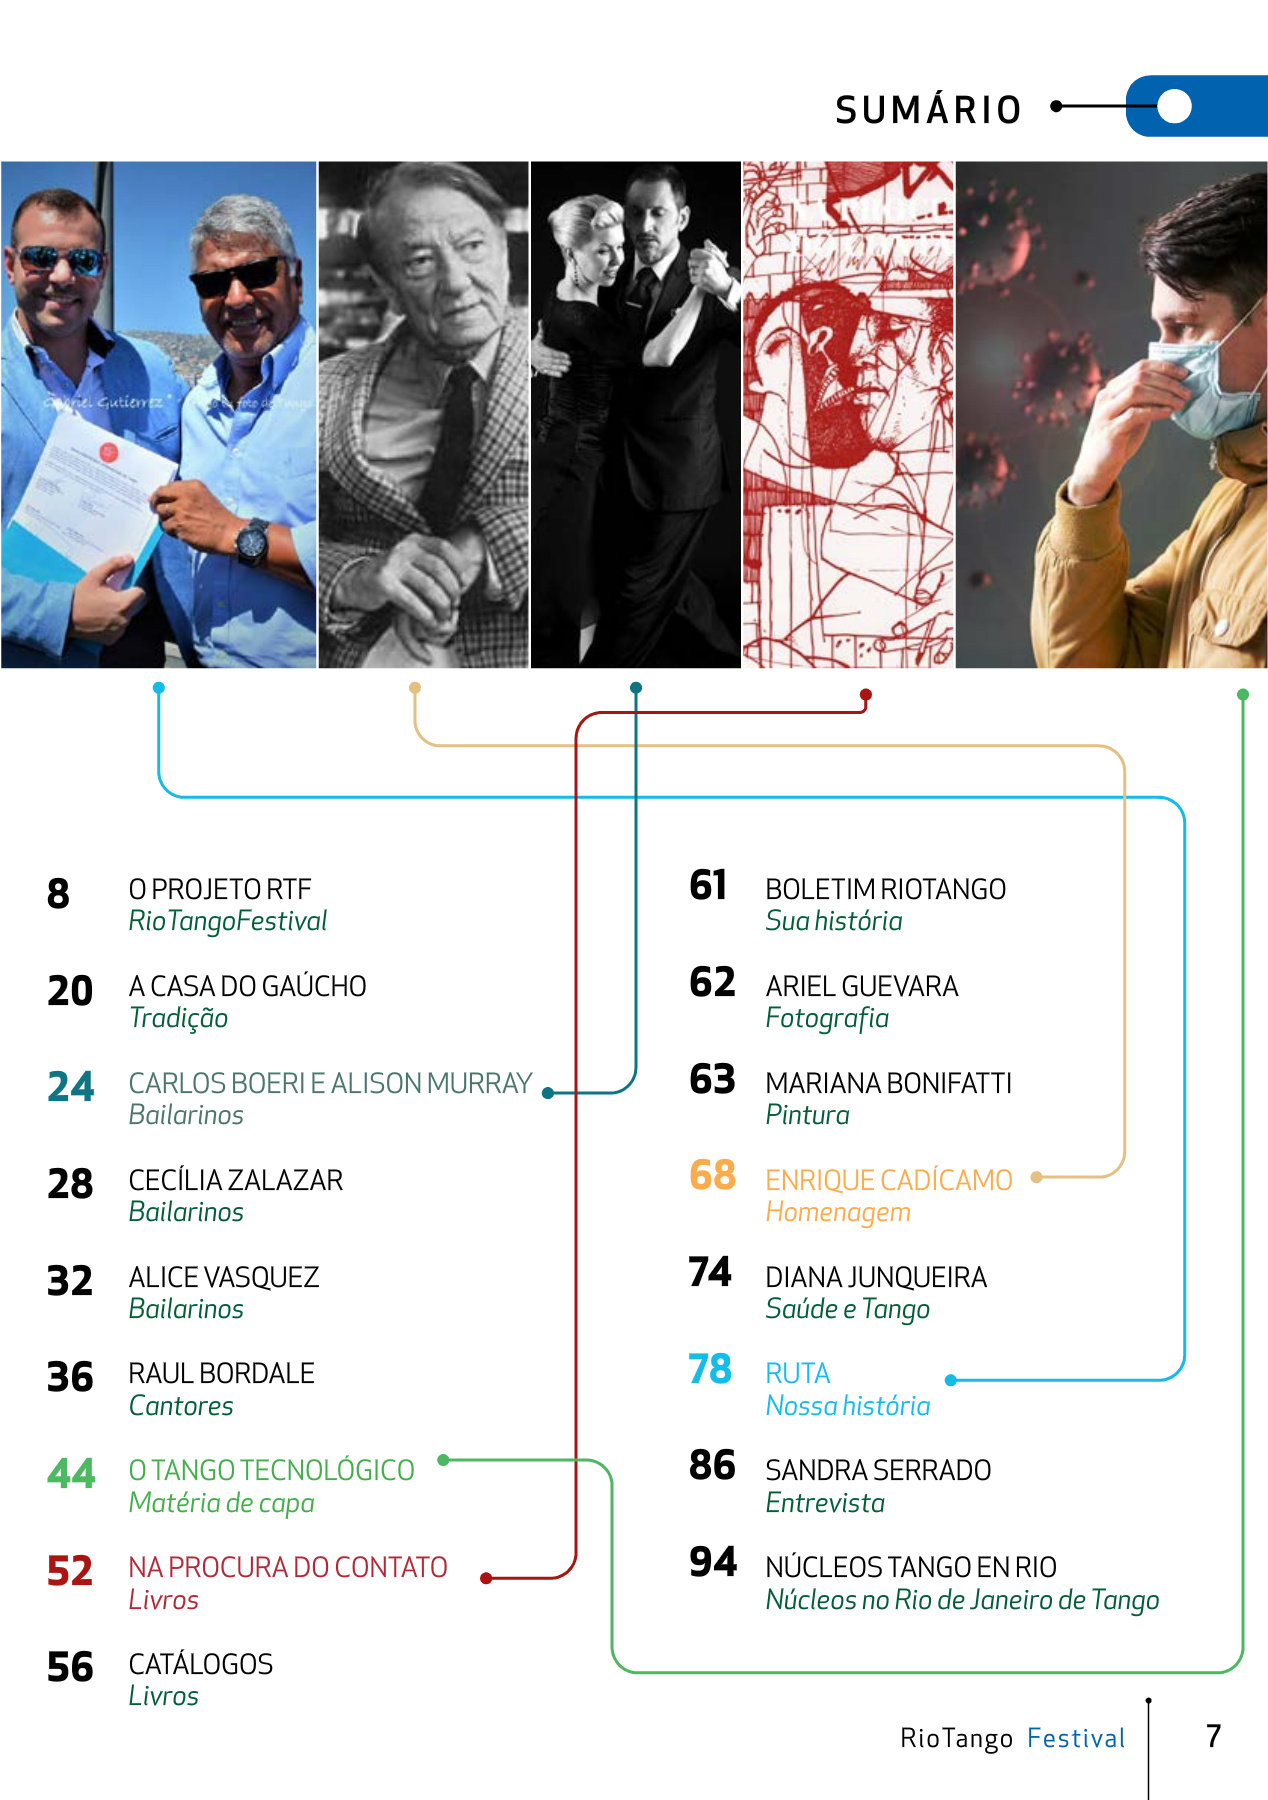 SUMÁRIO
Gabriel Gutierrez
8
O PROJETO RTF
RioTangoFestival
20
A CASA DO GAÚCHO
Tradição
24
CARLOS BOERI E ALISON MURRAY
Bailarinos
28
CECÍLIA ZALAZAR
Bailarinos
32
ALICE VASQUEZ
Bailarinos
36
RAUL BORDALE
Cantores
44
O TANGO TECNOLÓGICO
Matéria de capa
52
NA PROCURA DO CONTATO
Livros
56
CATÁLOGOS
Livros
61
BOLETIM RIOTANGO
Sua história
62
ARIEL GUEVARA
Fotografia
63
MARIANA BONIFATTI
Pintura
68
ENRIQUE CADÍCAMO
Homenagem
74
DIANA JUNQUEIRA
Saúde e Tango
78
RUTA
Nossa história
86
SANDRA SERRADO
Entrevista
94
NÚCLEOS TANGO EN RIO
Núcleos no Rio de Janeiro de Tango
RioTango Festival
7